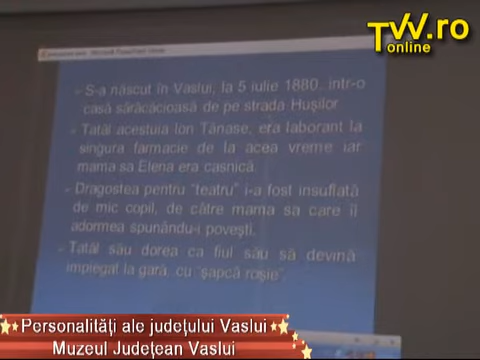 TVV.ro
online
- S-a născut în Vaslui, la 5 iulie 1880, într-o
casă sărăcăcioasă de pe strada Hușilor
- Tatăl acestuia Ion Tănase, era laborant la
singura farmacie de la acea vreme iar
mama sa Elena era casnică.
- Dragostea pentru "teatru" i-a fost insuflată
de mic copil, de către mama sa care îl
adormea spunându-i povești.
- Tatăl său dorea ca fiul său să devină
impiegat la gară, cu "șapcă roșie".
Personalităţi ale judeţului Vaslui
Muzeul Judeţean Vaslui